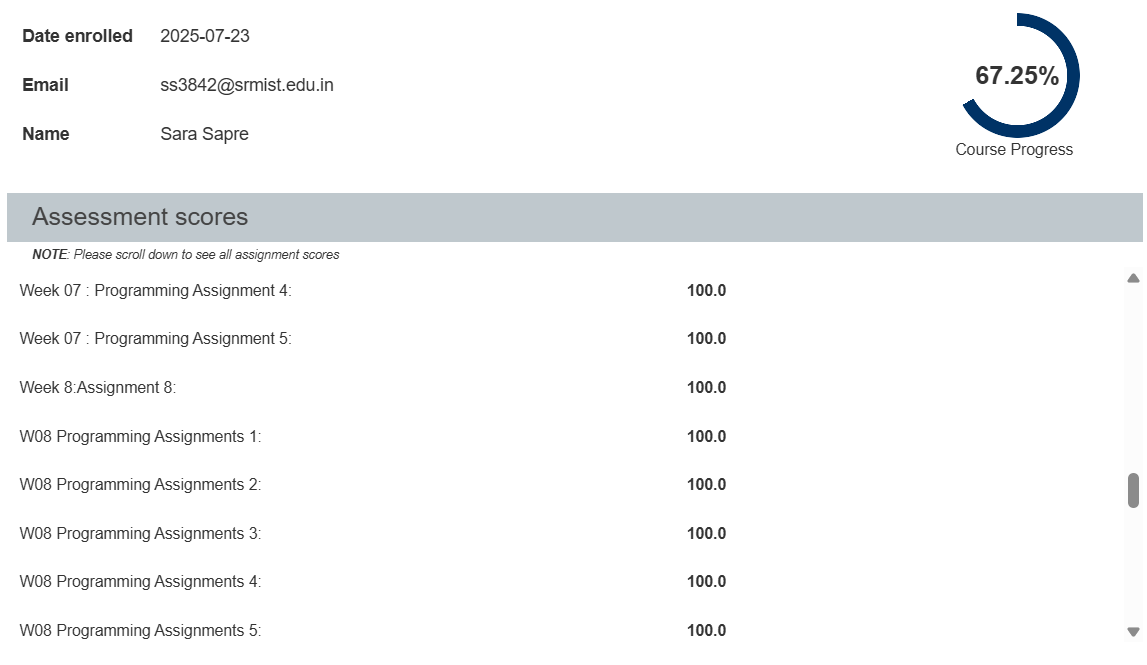 Date enrolled 2025-07-23
67.25%
Email ss3842@srmist.edu.in
Name Sara Sapre
Course Progress
Assessment scores
NOTE: Please scroll down to see all assignment scores
Week 07 : Programming Assignment 4: 100.0
Week 07 : Programming Assignment 5: 100.0
Week 8:Assignment 8: 100.0
W08 Programming Assignments 1: 100.0
W08 Programming Assignments 2: 100.0
W08 Programming Assignments 3: 100.0
W08 Programming Assignments 4: 100.0
W08 Programming Assignments 5: 100.0